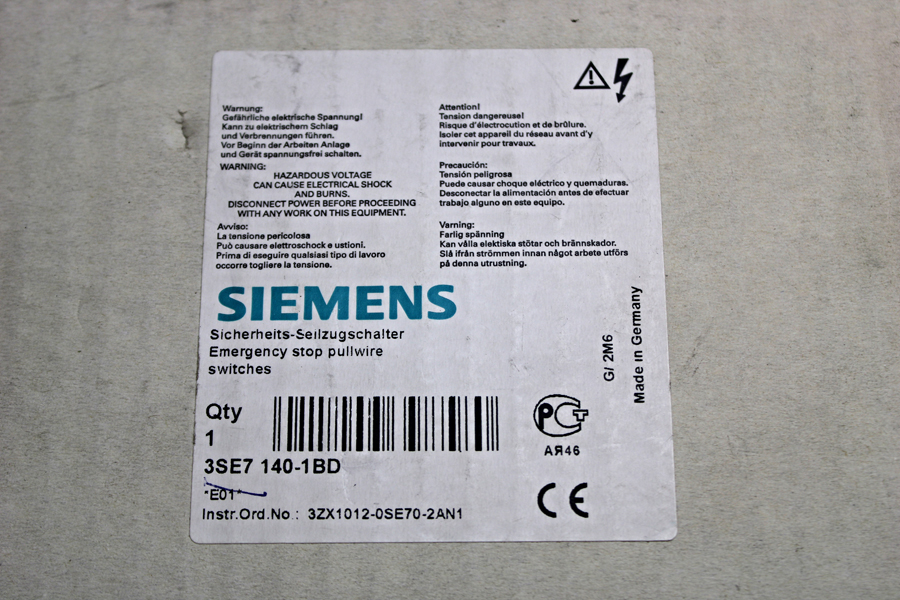 Warnung:
Gefährliche elektrische Spannung!
Kann zu elektrischem Schlag
und Verbrennungen führen.
Vor Beginn der Arbeiten Anlage
und Gerät spannungsfrei schalten.
WARNING:
HAZARDOUS VOLTAGE
CAN CAUSE ELECTRICAL SHOCK
AND BURNS.
DISCONNECT POWER BEFORE PROCEEDING
WITH ANY WORK ON THIS EQUIPMENT.
Avviso:
La tensione pericolosa
Può causare elettroschock e ustioni.
Prima di eseguire qualsiasi tipo di lavoro
occorre togliere la tensione.
Attention!
Tension dangereuse!
Risque d'électrocution et de brûlure.
Isoler cet appareil du réseau avant d'y
intervenir pour travaux.
Precaución:
Tensión peligrosa
Puede causar choque eléctrico y quemaduras.
Desconectar la alimentación antes de efectuar
trabajo alguno en este equipo.
Varning:
Farlig spänning
Kan välla elektiska stötar och brännskador.
Slå ifrån strömmen innan något arbete utförs
på denna utrustning.
SIEMENS
Sicherheits-Seilzugschalter
Emergency stop pullwire
switches
G/ 2M6
Made in Germany
Qty
1
3SE7 140-1BD
*E01*
Instr.Ord.No.: 3ZX1012-0SE70-2AN1
РСТ
АЯ46
CE